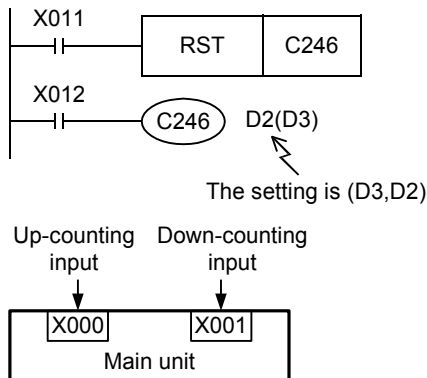 X011
RST C246
X012
C246 D2(D3)
The setting is (D3,D2)
Up-counting Down-counting
input input
X000 X001
Main unit